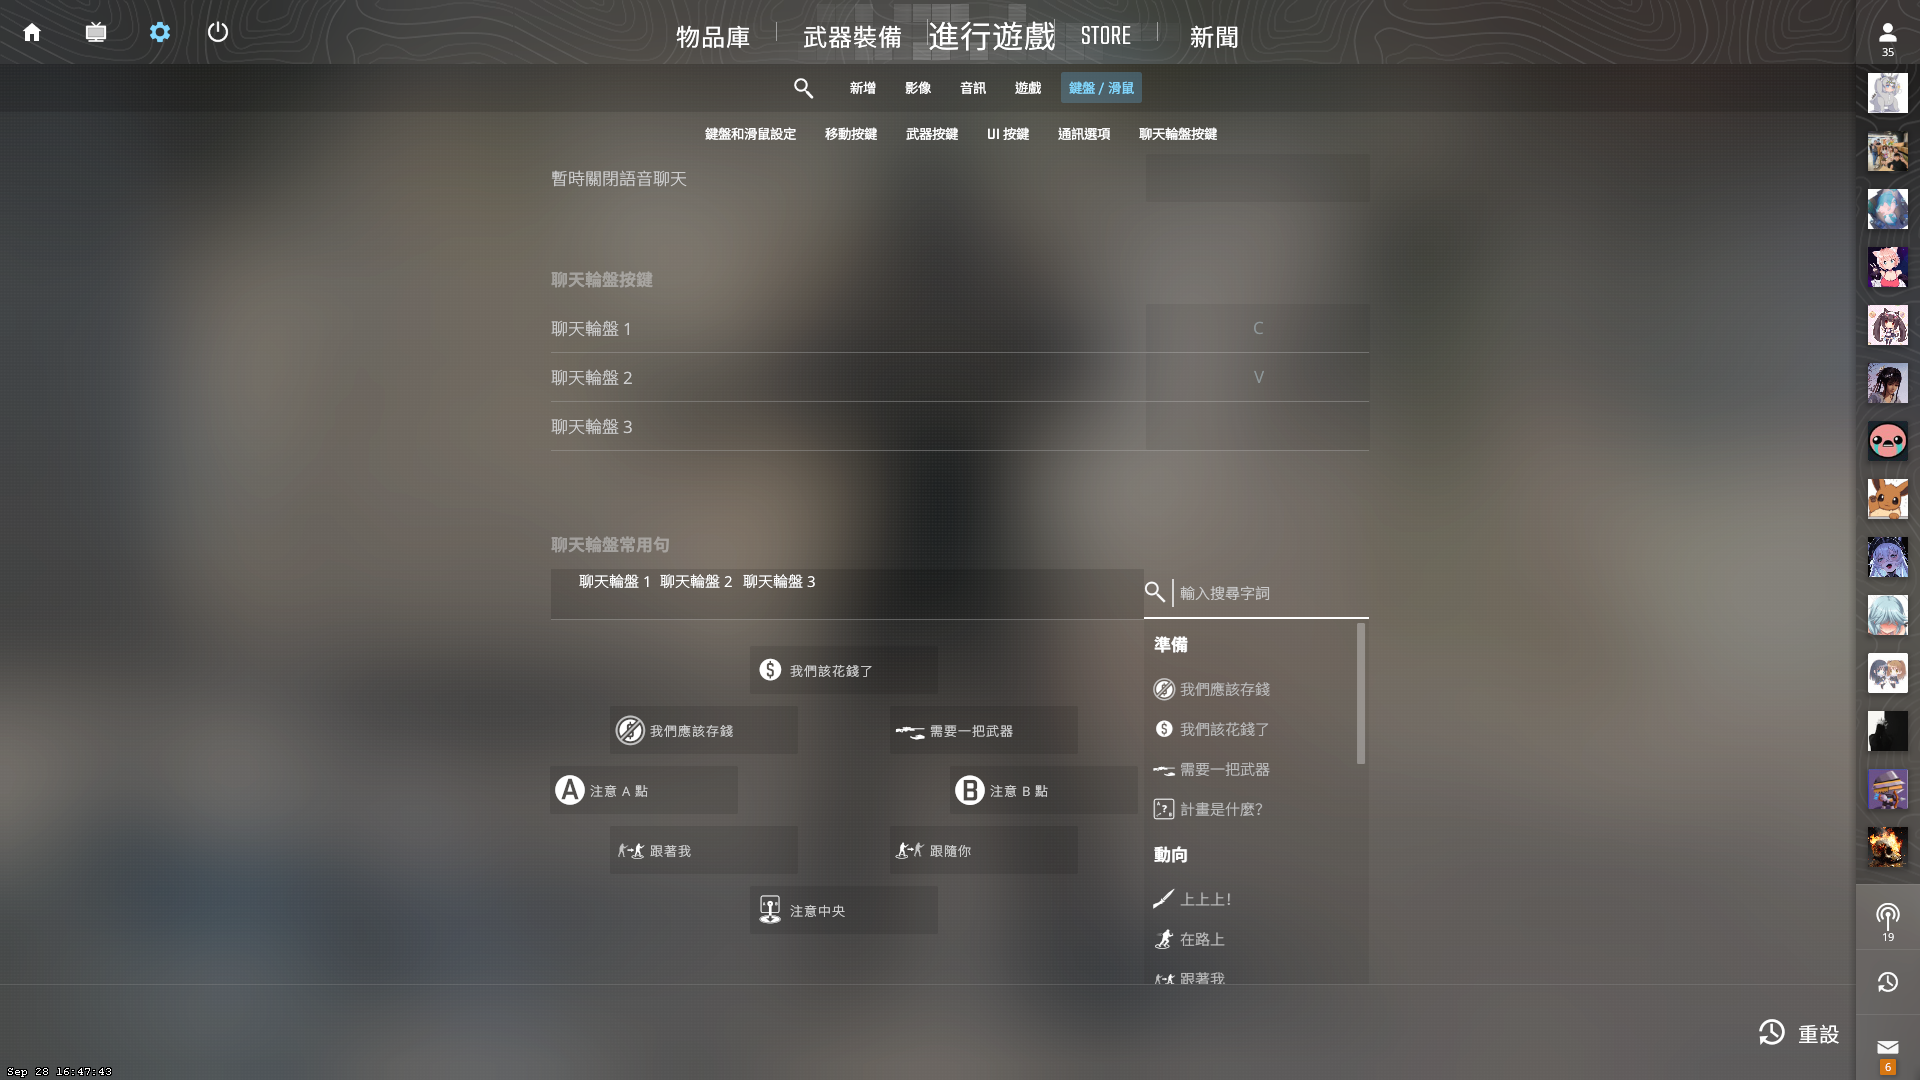 物品庫
武器裝備
進行遊戲
STORE
新聞
35
新增
影像
音訊
遊戲
鍵盤 / 滑鼠
鍵盤和滑鼠設定
移動按鍵
武器按鍵
UI 按鍵
通訊選項
聊天輪盤按鍵
暫時關閉語音聊天
聊天輪盤按鍵
聊天輪盤 1
C
聊天輪盤 2
V
聊天輪盤 3
聊天輪盤常用句
聊天輪盤 1
聊天輪盤 2
聊天輪盤 3
輸入搜尋字詞
我們該花錢了
我們應該存錢
需要一把武器
A 注意 A 點
B 注意 B 點
跟著我
跟隨你
注意中央
準備
我們應該存錢
我們該花錢了
需要一把武器
計畫是什麼?
動向
上上上!
在路上
跟著我
19
重設
6
Sep 28 16:47:43